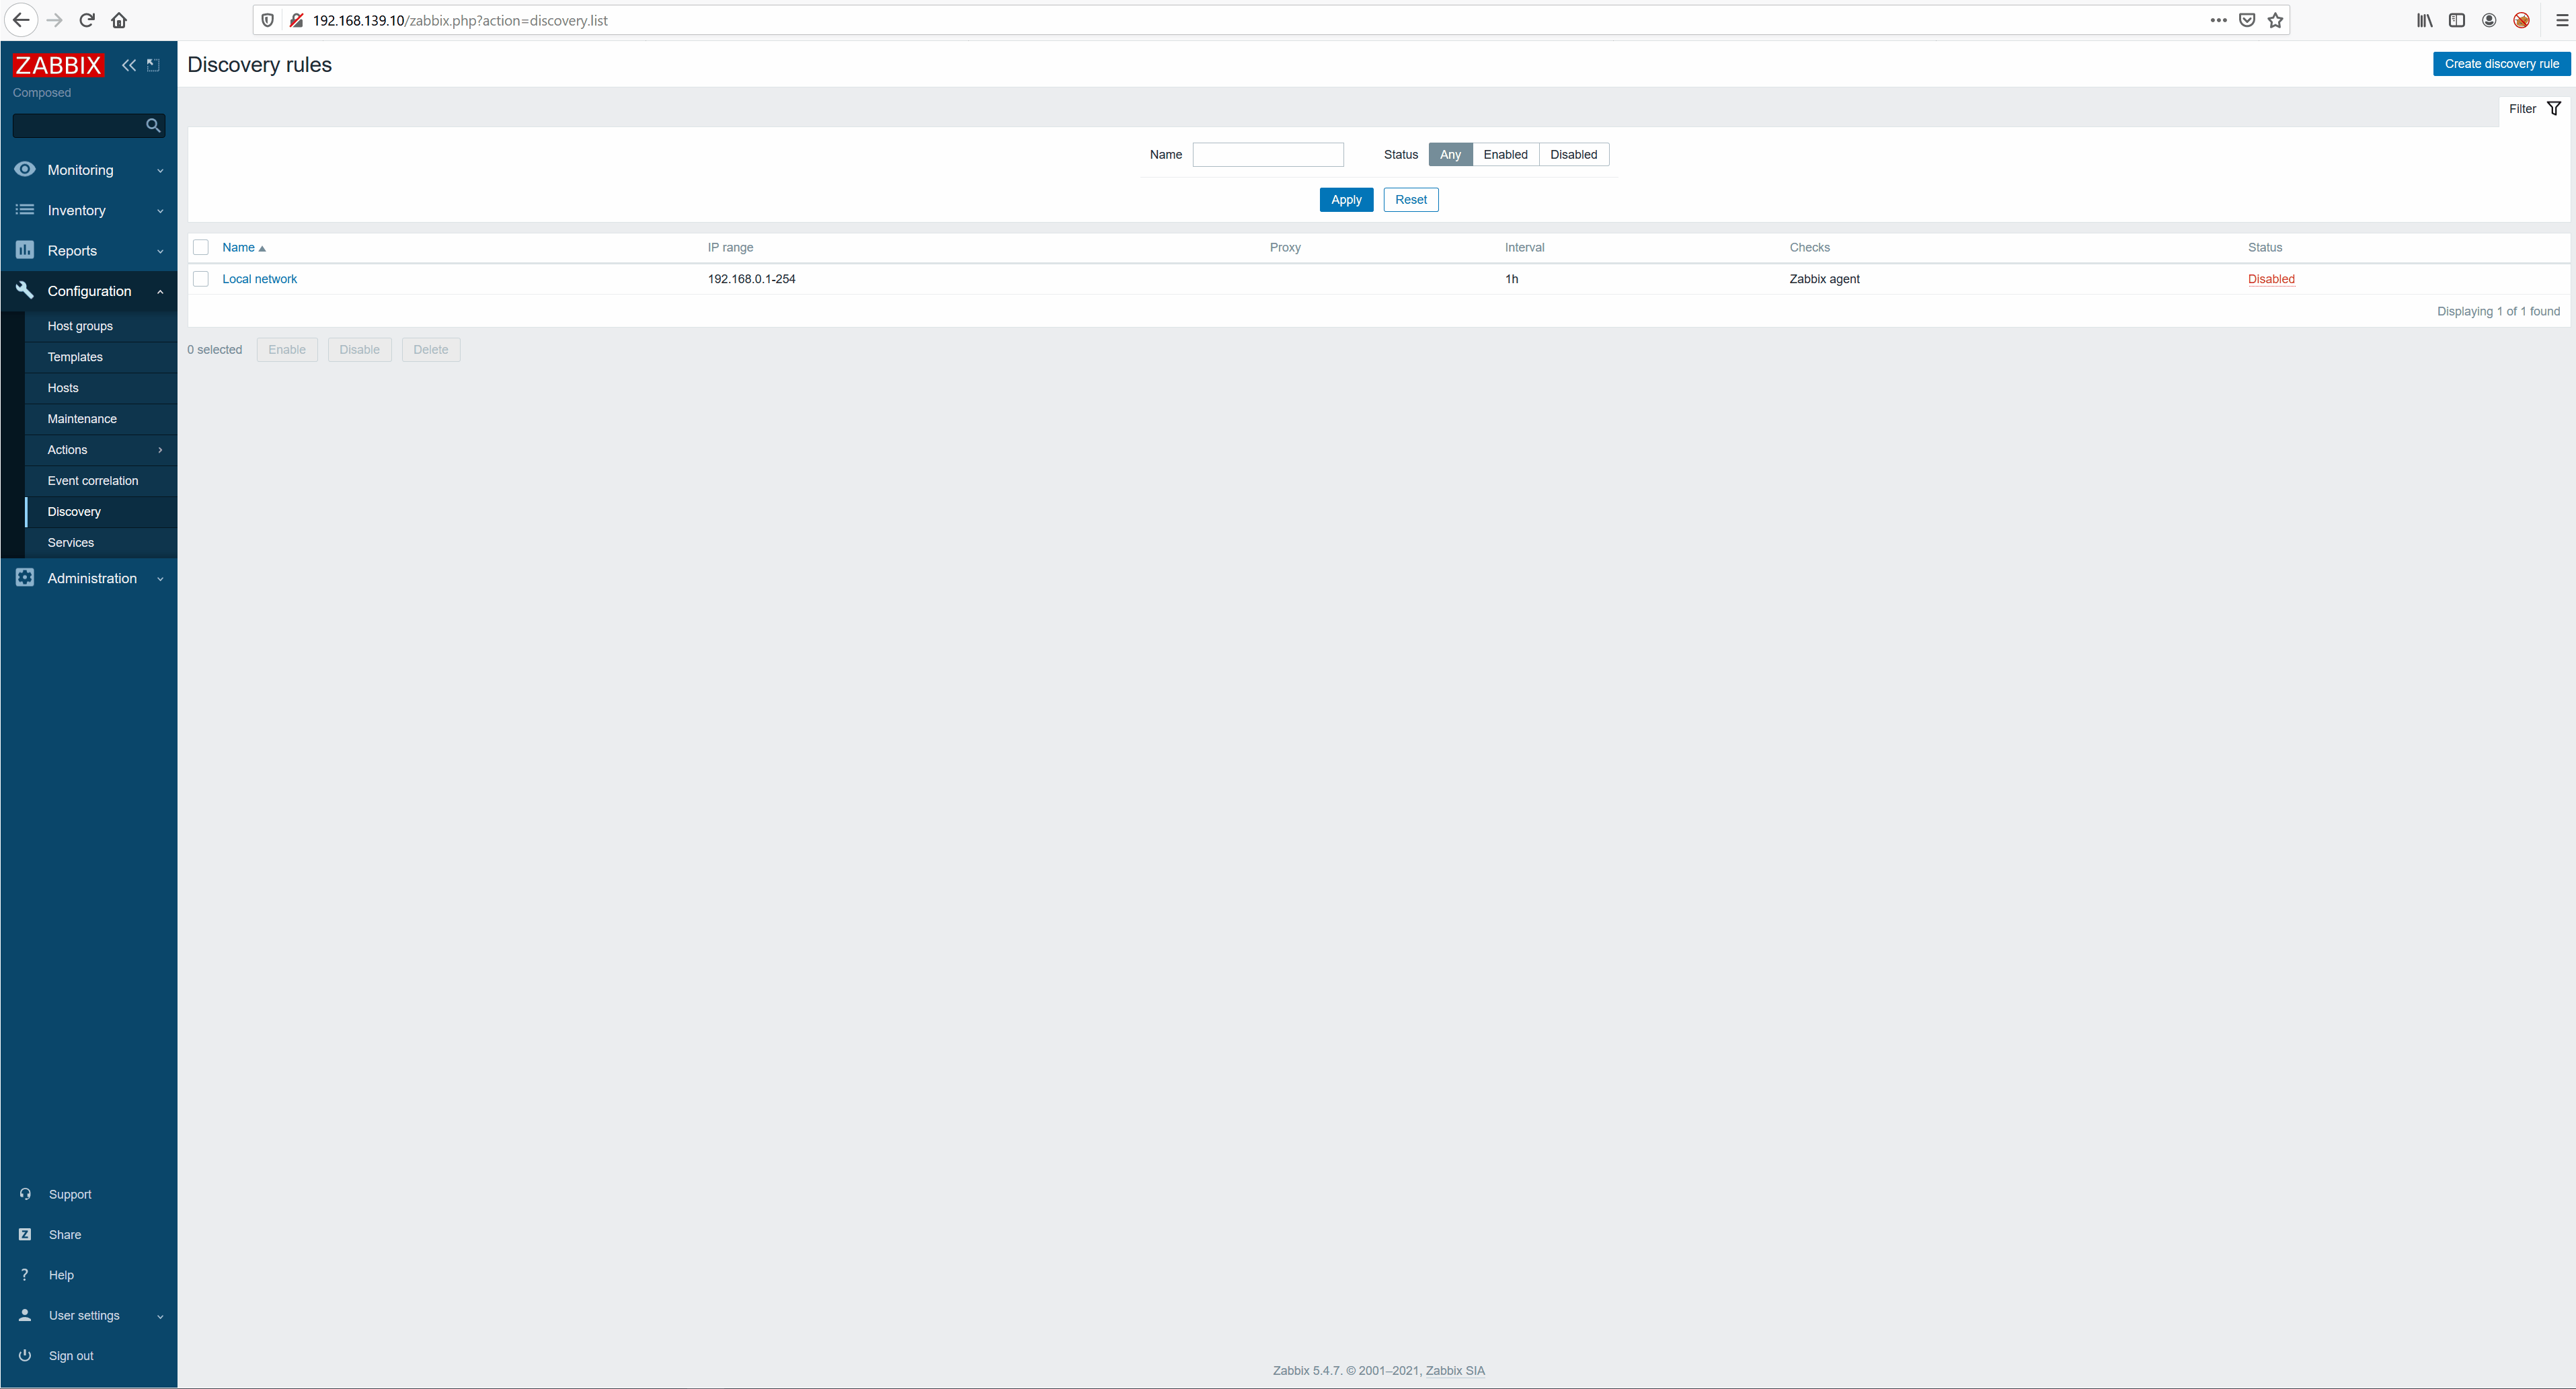 192.168.139.10/zabbix.php?action=discovery.list
ZABBIX
Composed
Monitoring
Inventory
Reports
Configuration
Host groups
Templates
Hosts
Maintenance
Actions
Event correlation
Discovery
Services
Administration
Support
Z Share
? Help
User settings
Sign out
Discovery rules
Create discovery rule
Filter
Name Status Any Enabled Disabled
Apply Reset
Name IP range Proxy Interval Checks Status
Local network 192.168.0.1-254 1h Zabbix agent Disabled
Displaying 1 of 1 found
0 selected Enable Disable Delete
Zabbix 5.4.7. © 2001–2021, Zabbix SIA